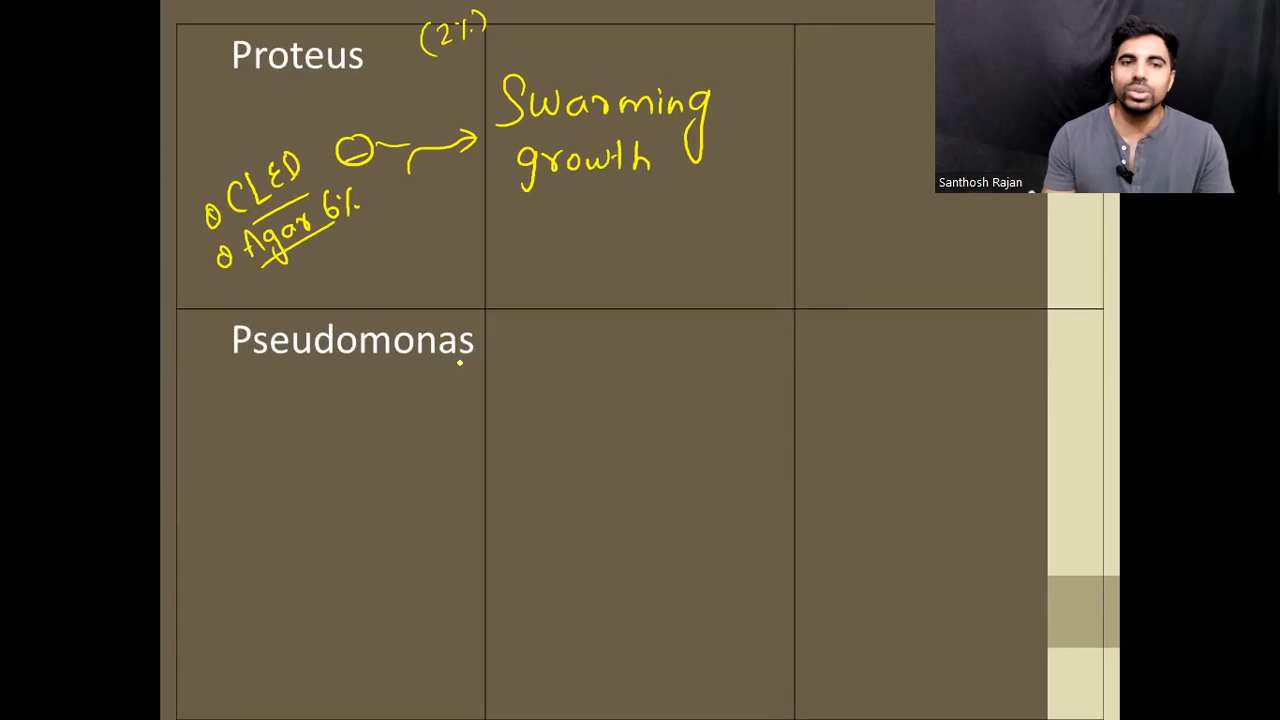 Proteus
(2%)
Swarming
growth
CLED
Agar 6%
Pseudomonas
Santhosh Rajan